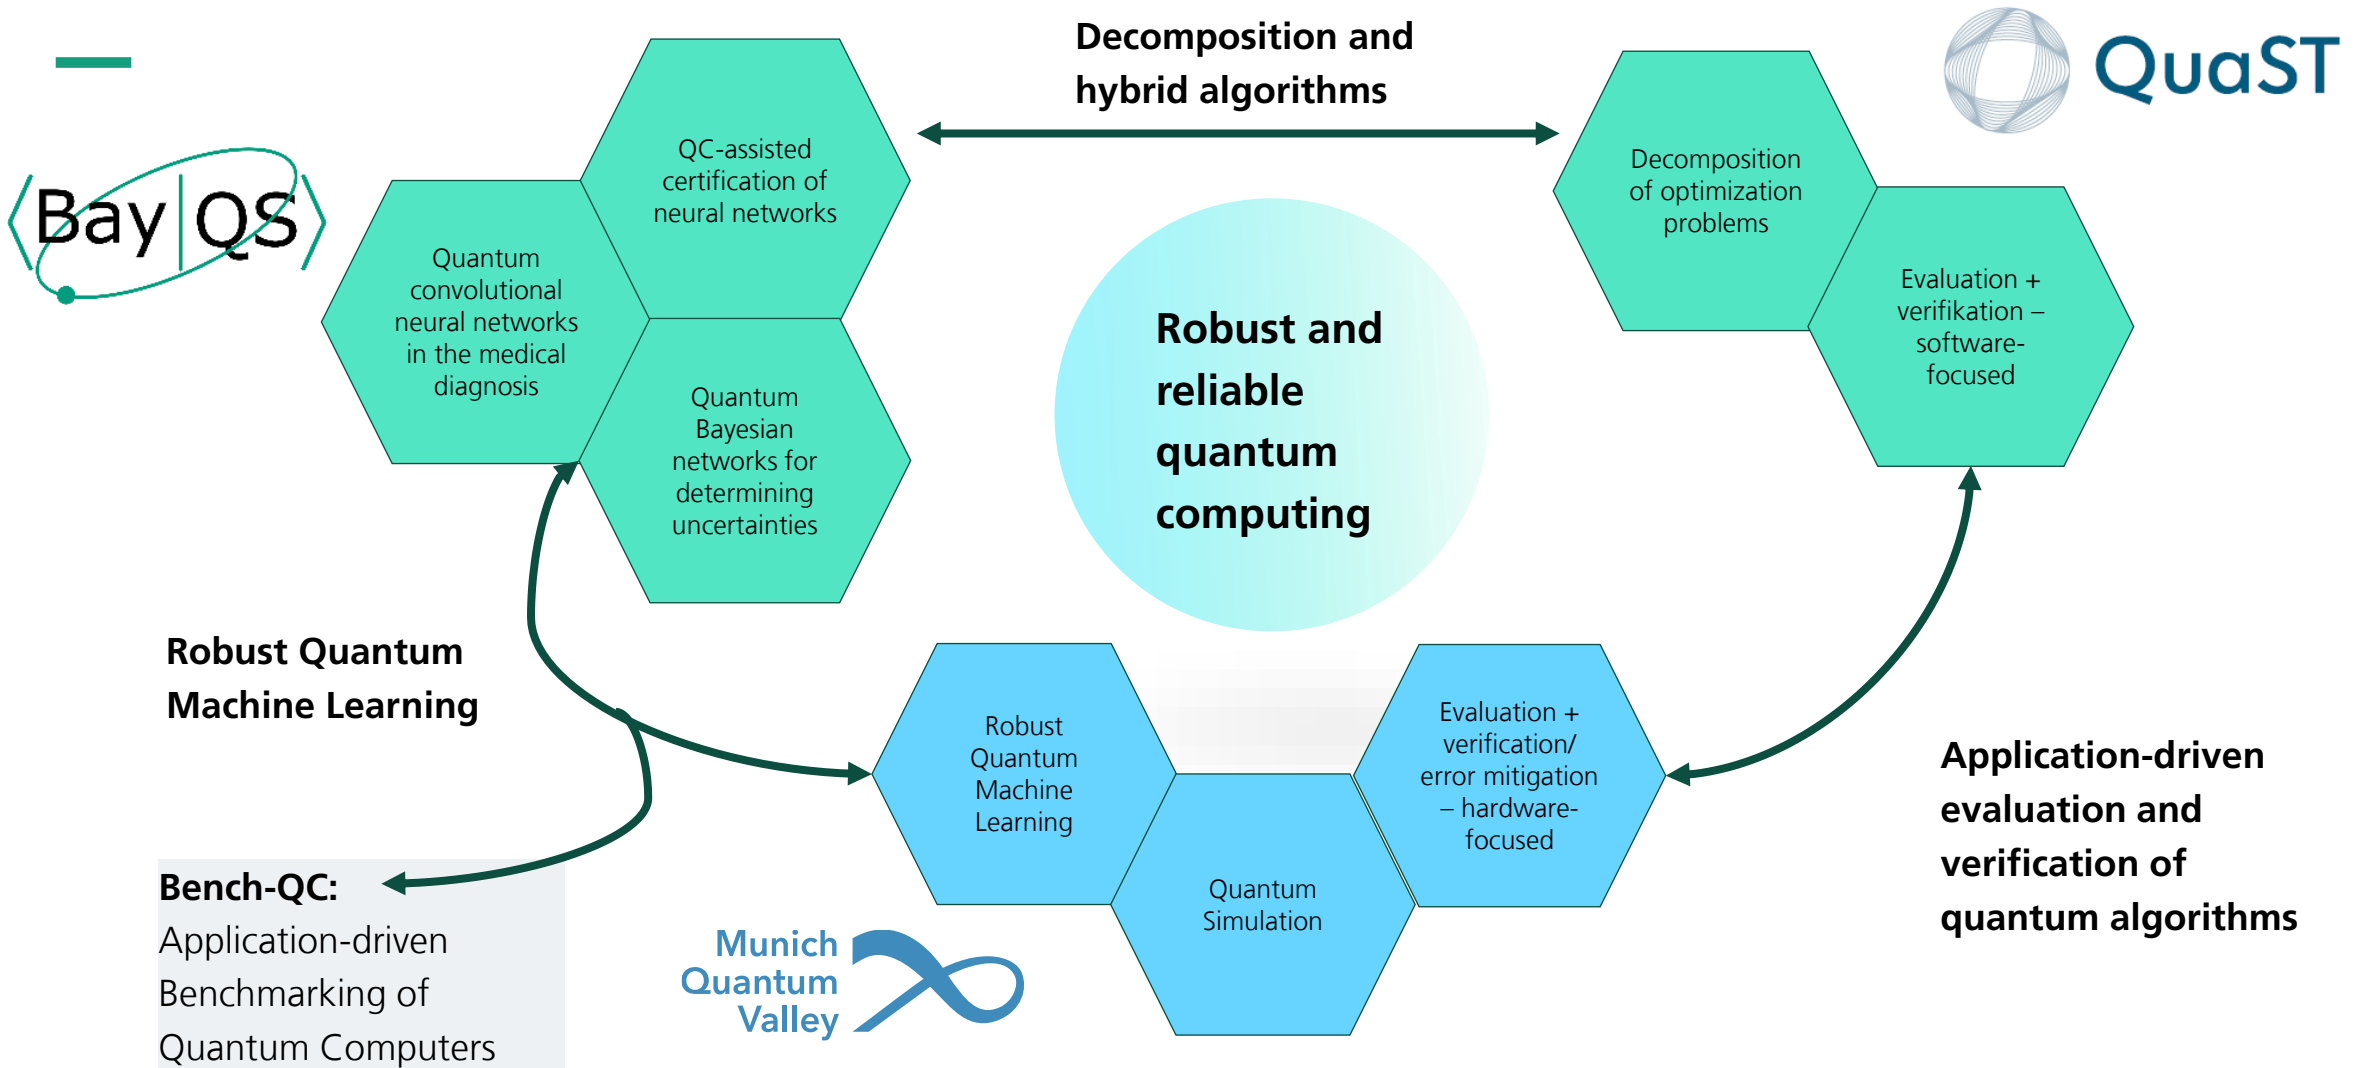 Decomposition and
hybrid algorithms
QuaST
Bay|QS
QC-assisted
certification of
neural networks
Quantum
convolutional
neural networks
in the medical
diagnosis
Quantum
Bayesian
networks for
determining
uncertainties
Decomposition
of optimization
problems
Evaluation +
verifikation –
software-
focused
Robust and
reliable
quantum
computing
Robust Quantum
Machine Learning
Robust
Quantum
Machine
Learning
Quantum
Simulation
Evaluation +
verification/
error mitigation
– hardware-
focused
Application-driven
evaluation and
verification of
quantum algorithms
Bench-QC:
Application-driven
Benchmarking of
Quantum Computers
Munich
Quantum
Valley